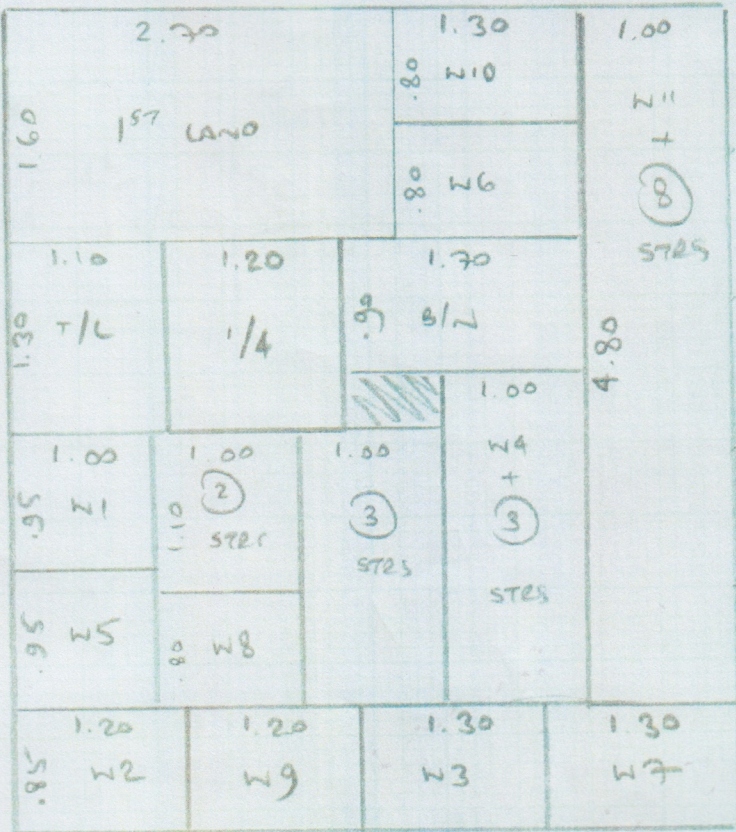 2.70
1.60
1ST LAND
1.30
.80
W10
.80
W6
1.00
W11
+
8
STRS
4.80
1.10
1.30
T/L
1.20
1/4
1.70
.90
B/L
1.00
W4
+
3
STRS
1.00
.95
W1
1.00
2
1.10
STRS
1.00
3
STRS
.95
W5
.80
W8
1.20
.85
W2
1.20
W9
1.30
W3
1.30
W7